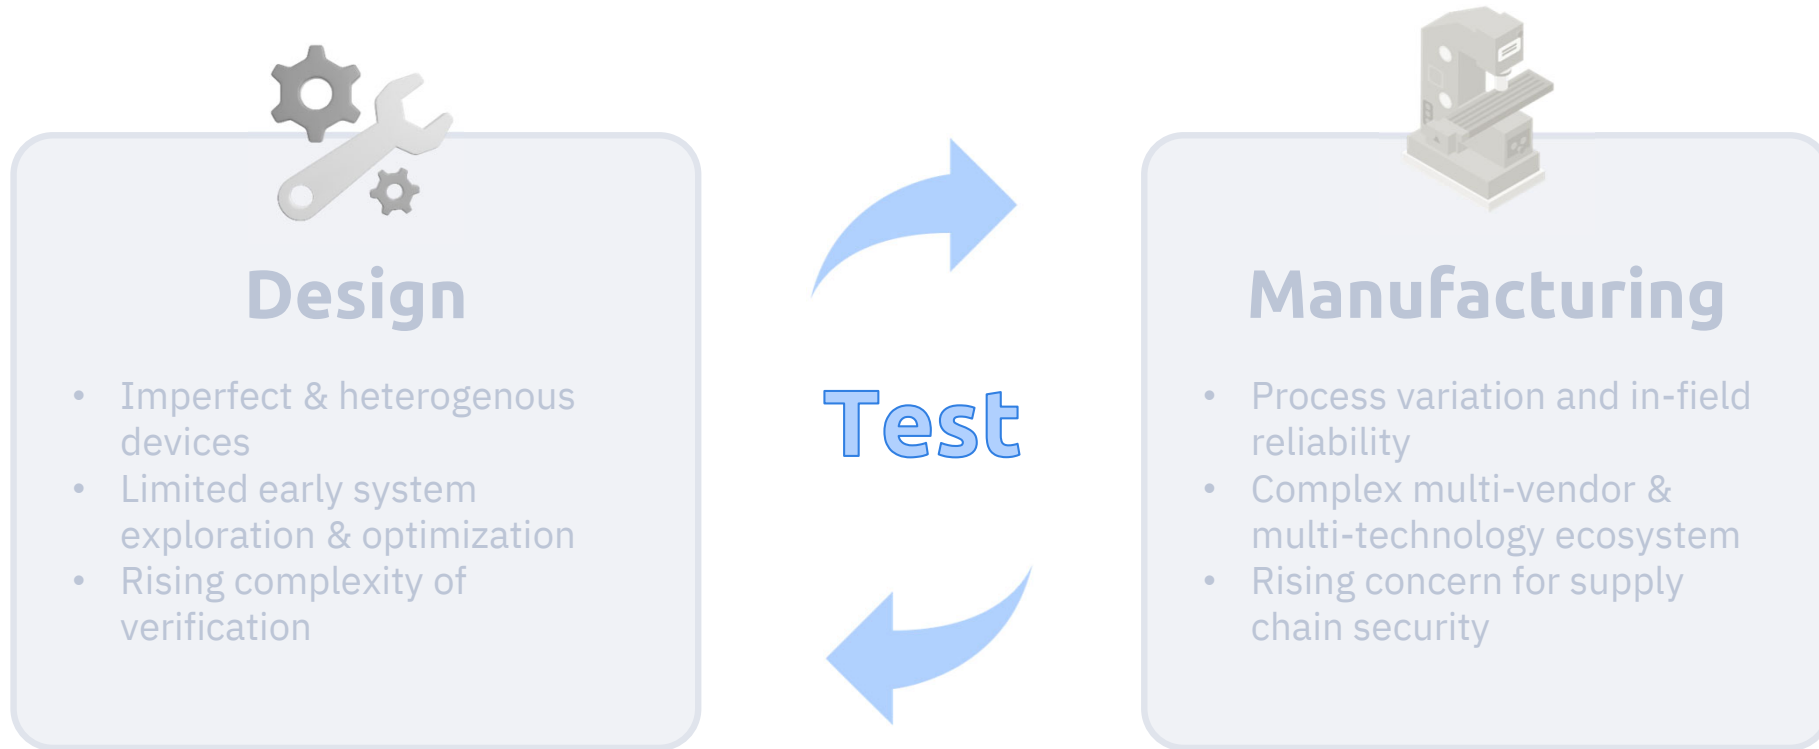 Design
• Imperfect & heterogenous
devices
• Limited early system
exploration & optimization
• Rising complexity of
verification
Test
Manufacturing
• Process variation and in-field
reliability
• Complex multi-vendor &
multi-technology ecosystem
• Rising concern for supply
chain security